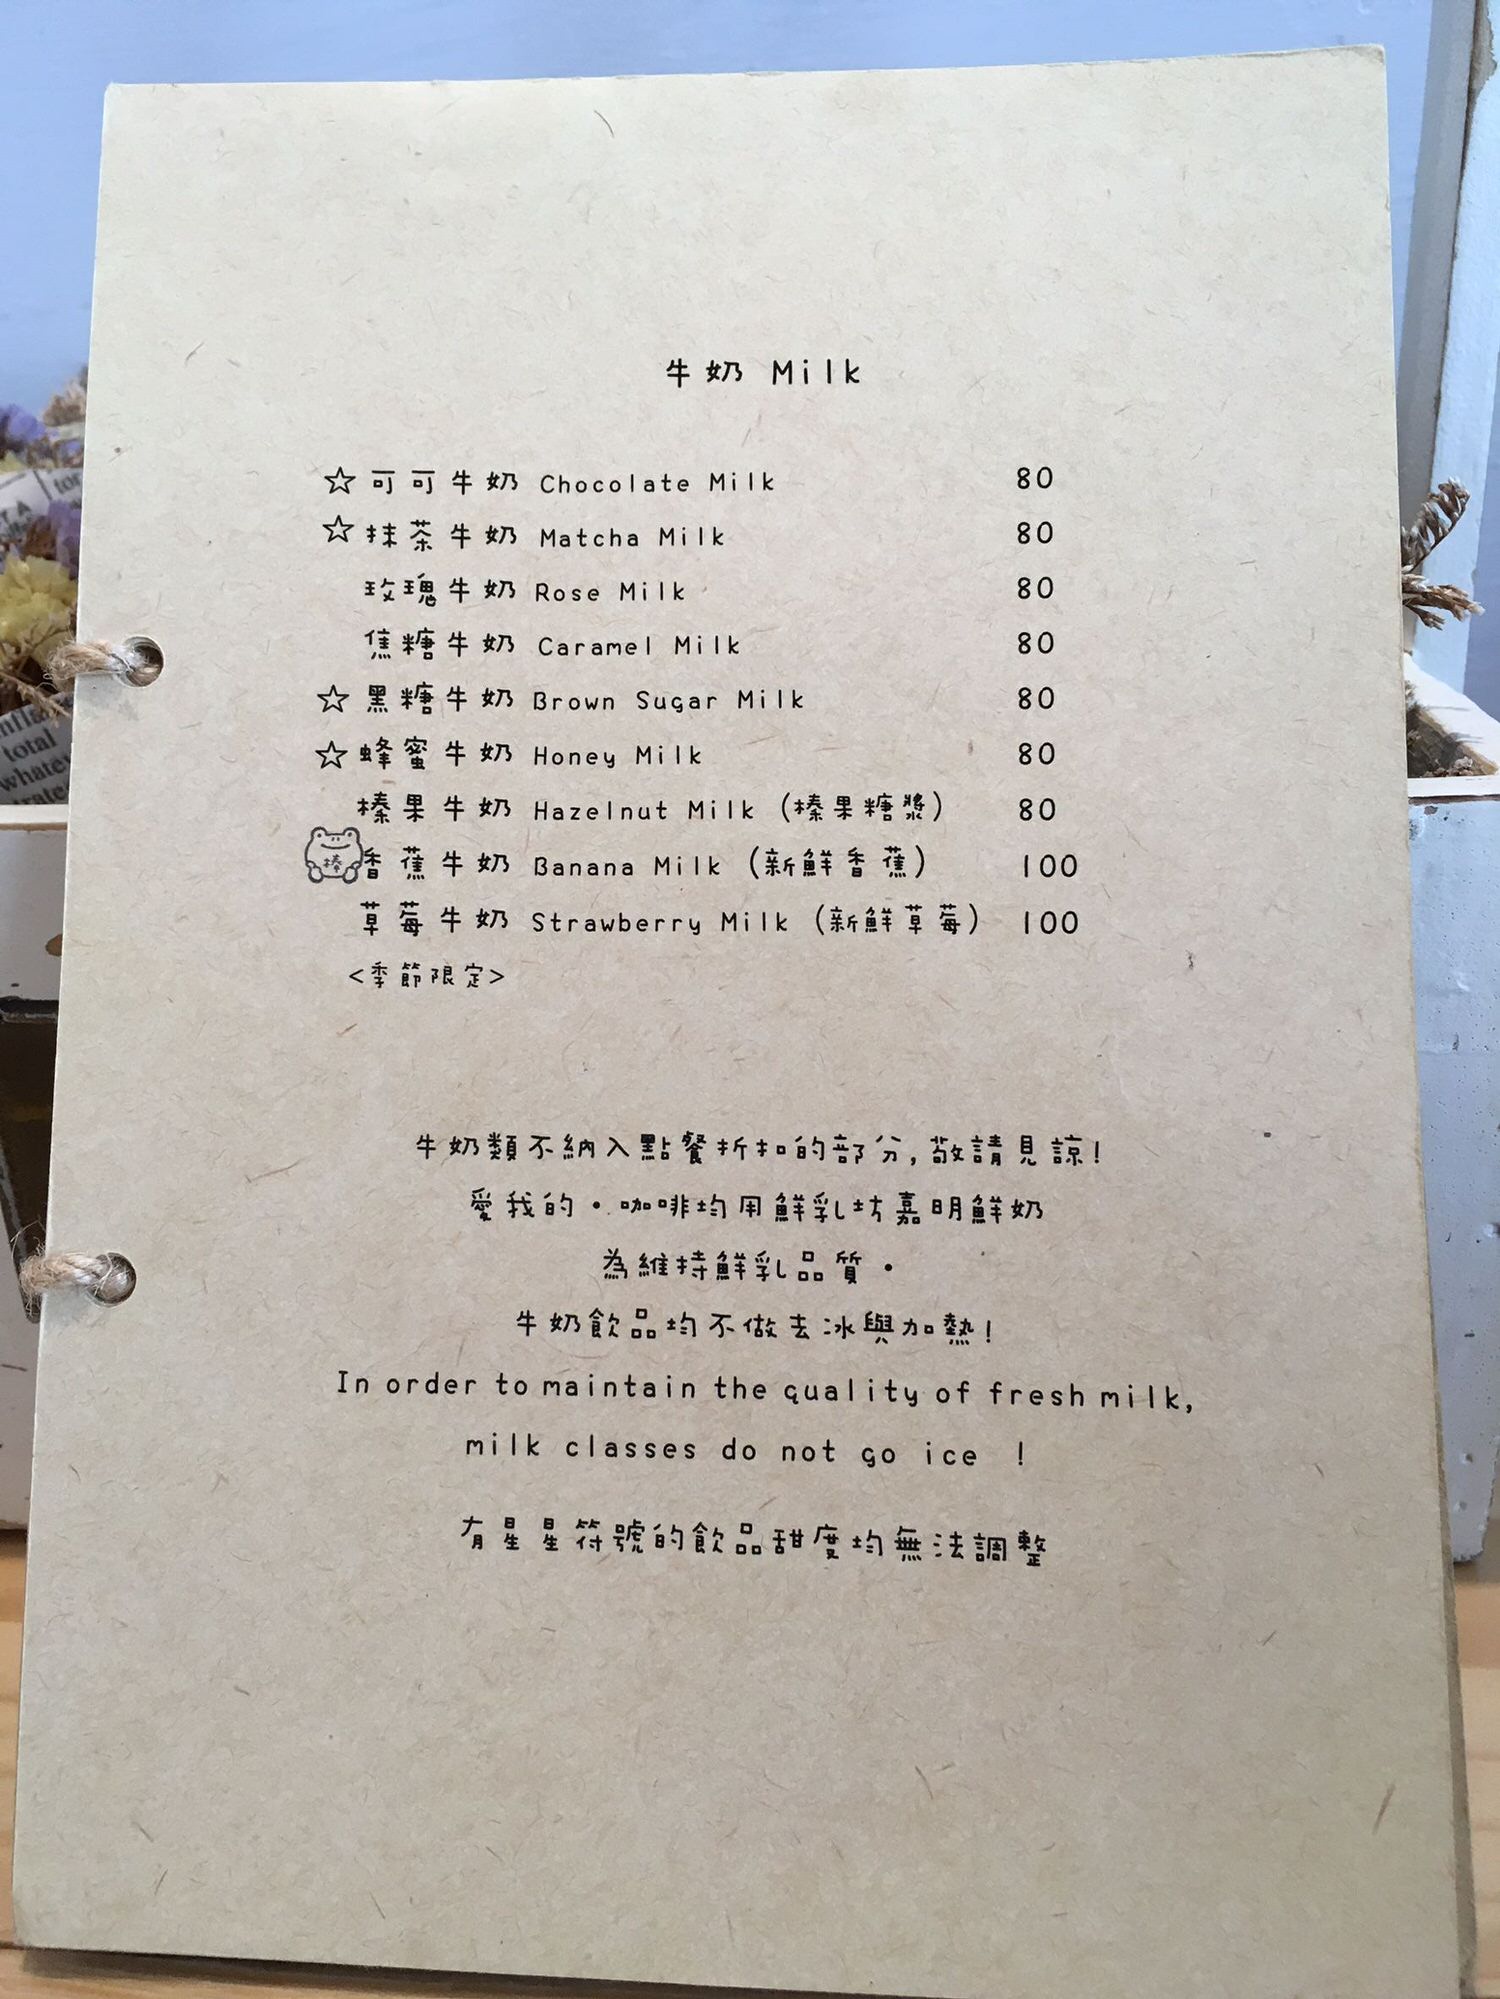 牛奶 Milk
☆可可牛奶 Chocolate Milk 80
☆抹茶牛奶 Matcha Milk 80
玫瑰牛奶 Rose Milk 80
焦糖牛奶 Caramel Milk 80
☆黑糖牛奶 Brown Sugar Milk 80
☆蜂蜜牛奶 Honey Milk 80
榛果牛奶 Hazelnut Milk (榛果糖漿) 80
棒 香蕉牛奶 Banana Milk (新鮮香蕉) 100
草莓牛奶 Strawberry Milk (新鮮草莓) 100
<季節限定>
牛奶類不納入點餐折扣的部分,敬請見諒!
愛我的·咖啡均用鮮乳坊嘉明鮮奶
為維持鮮乳品質·
牛奶飲品均不做去冰與加熱!
In order to maintain the quality of fresh milk,
milk classes do not go ice !
有星星符號的飲品甜度均無法調整
total